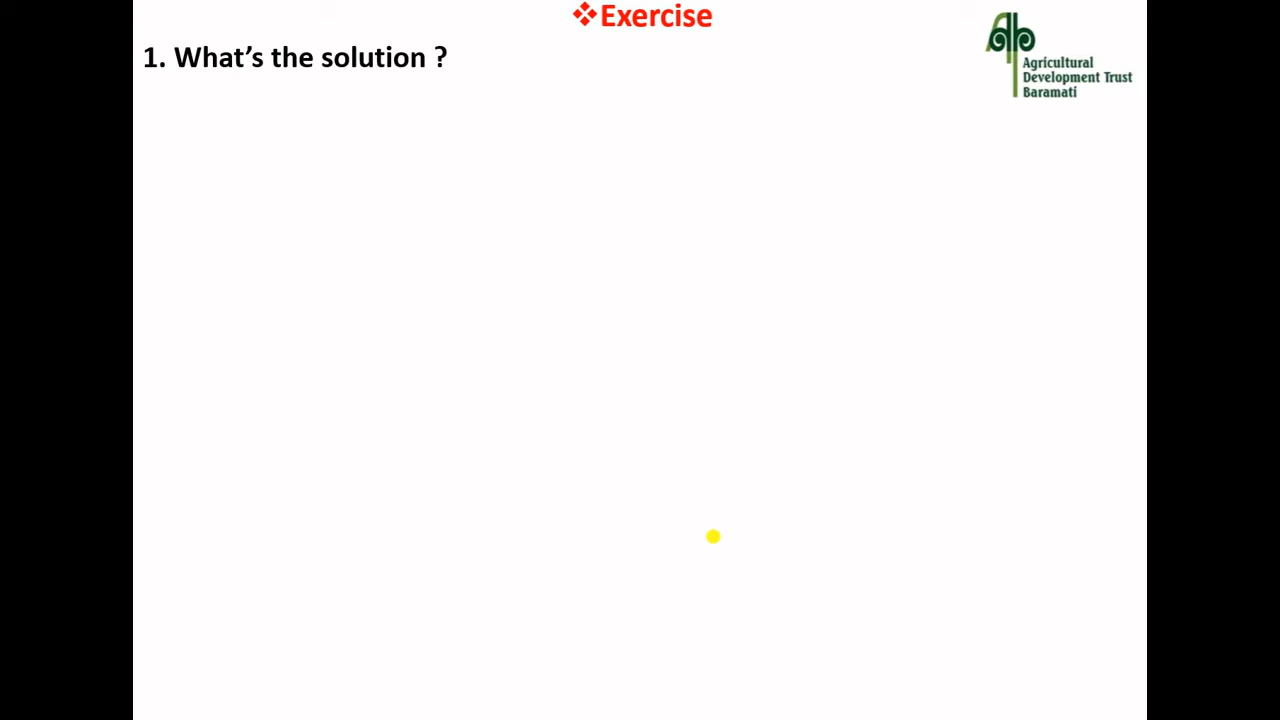 ❖Exercise
1. What’s the solution ?
Agricultural
Development Trust
Baramati